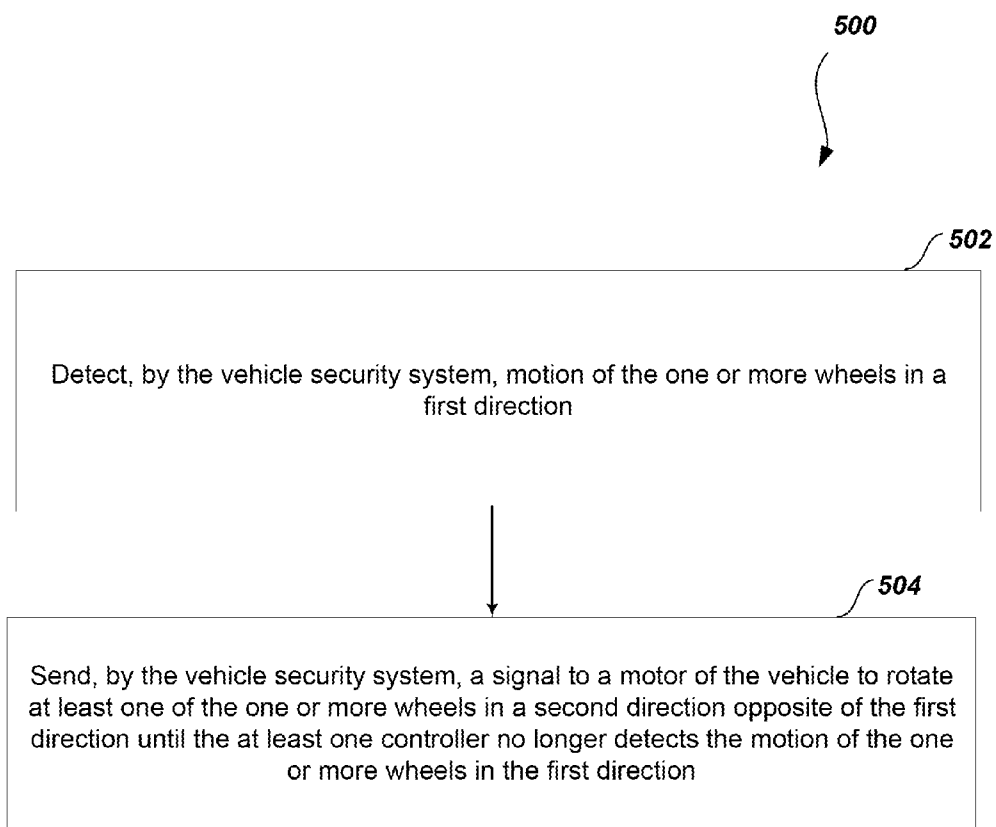 500
502
Detect, by the vehicle security system, motion of the one or more wheels in a
first direction
504
Send, by the vehicle security system, a signal to a motor of the vehicle to rotate
at least one of the one or more wheels in a second direction opposite of the first
direction until the at least one controller no longer detects the motion of the one
or more wheels in the first direction